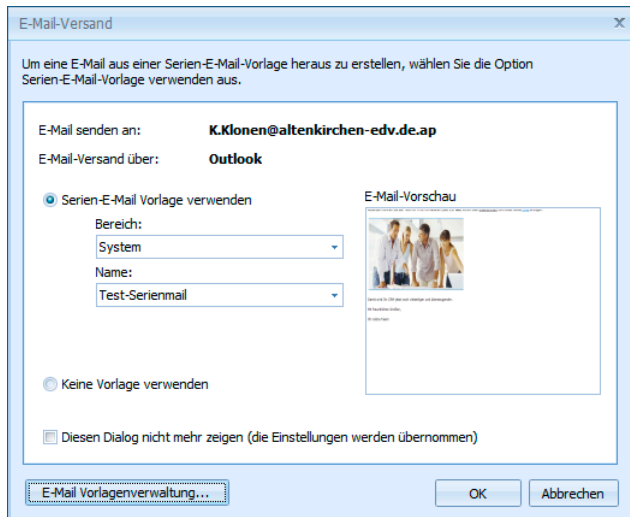 E-Mail-Versand
Um eine E-Mail aus einer Serien-E-Mail-Vorlage heraus zu erstellen, wählen Sie die Option
Serien-E-Mail-Vorlage verwenden aus.
E-Mail senden an: K.Klonen@altenkirchen-edv.de.ap
E-Mail-Versand über: Outlook
Serien-E-Mail Vorlage verwenden
E-Mail-Vorschau
Bereich:
System
Name:
Test-Serienmail
Keine Vorlage verwenden
Diesen Dialog nicht mehr zeigen (die Einstellungen werden übernommen)
E-Mail Vorlagenverwaltung...
OK
Abbrechen